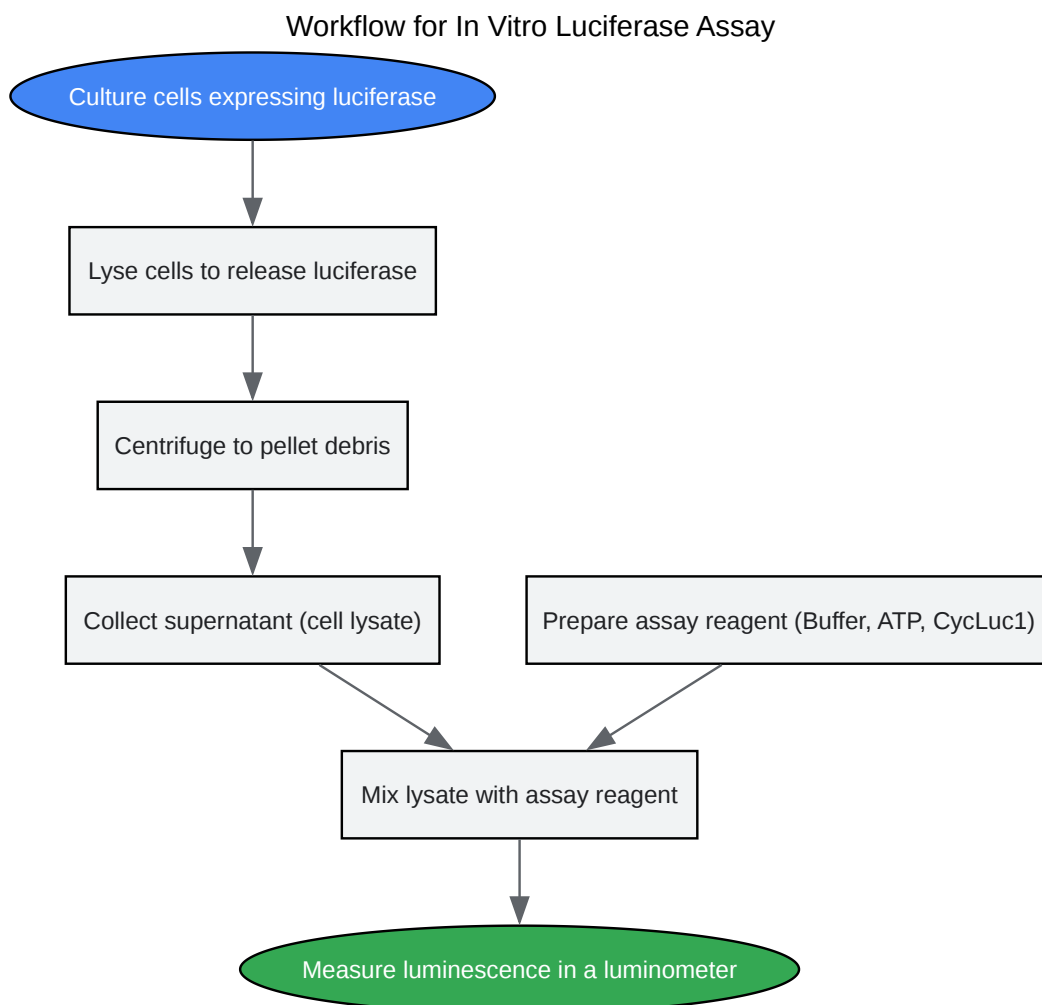 Workflow for In Vitro Luciferase Assay
Culture cells expressing luciferase
Lyse cells to release luciferase
Centrifuge to pellet debris
Collect supernatant (cell lysate)
Prepare assay reagent (Buffer, ATP, CycLuc1)
Mix lysate with assay reagent
Measure luminescence in a luminometer